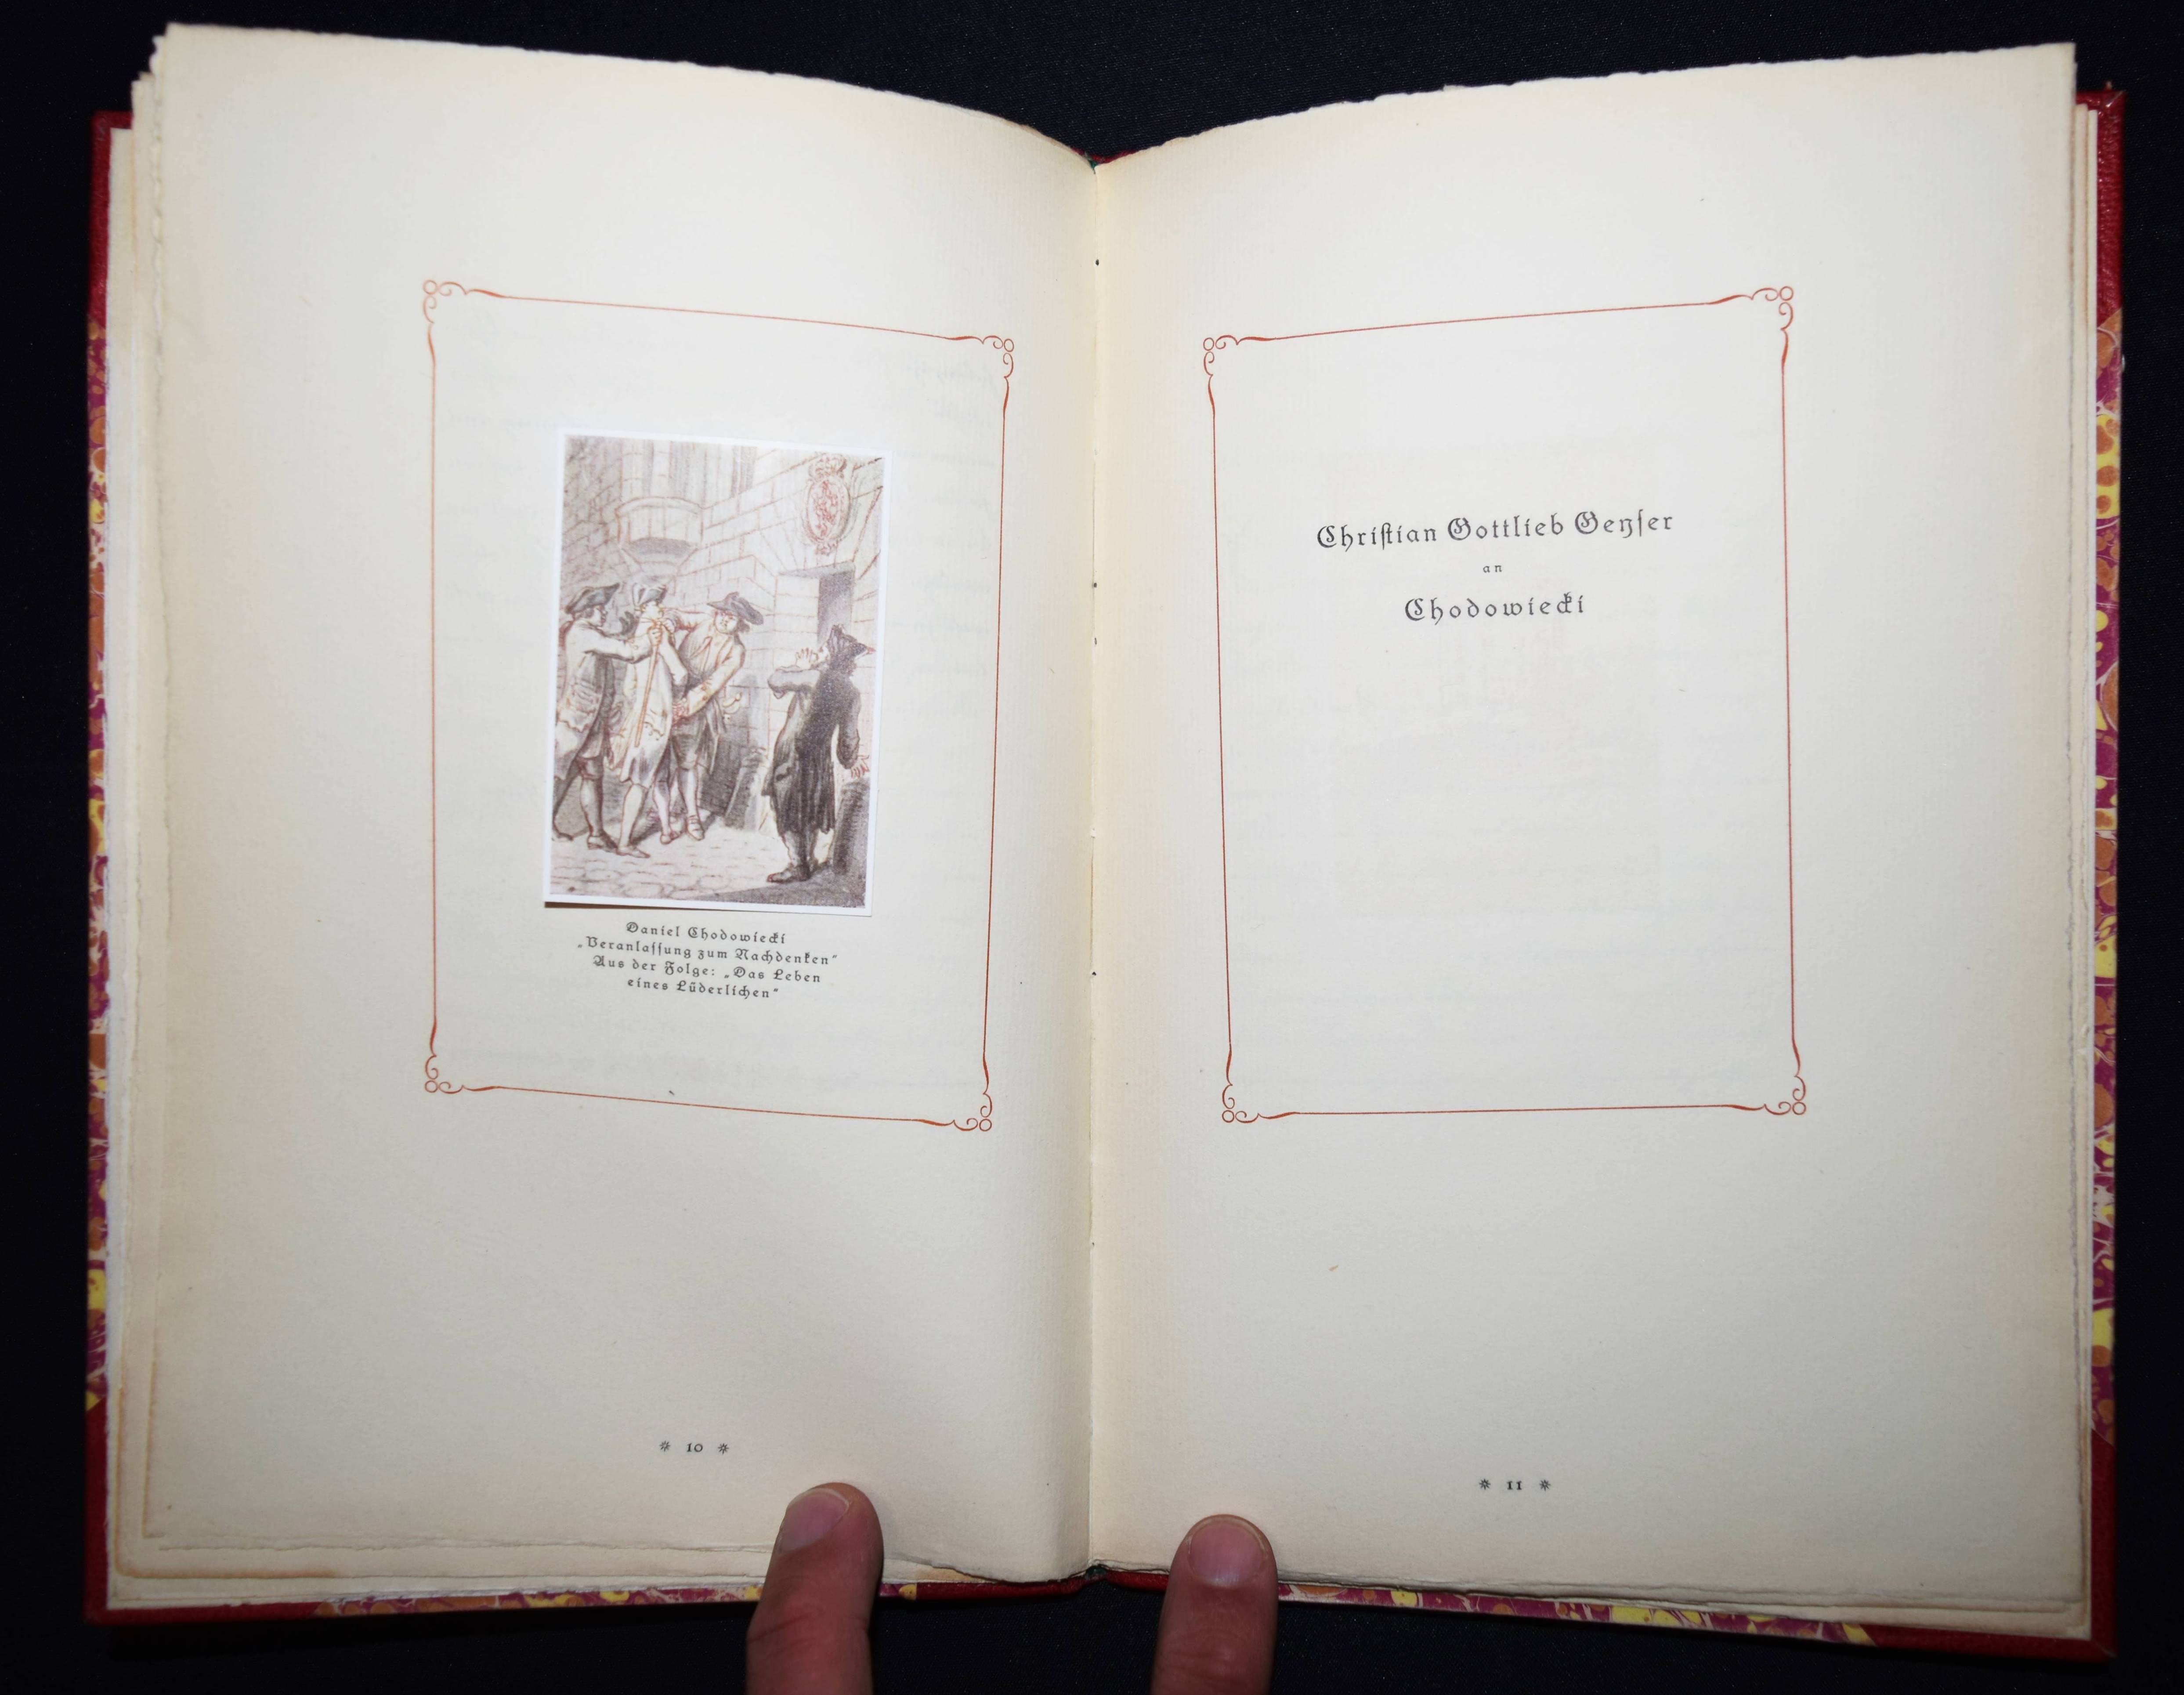 Daniel Chodowiecki
„Veranlassung zum Nachdenken“
Aus der Folge: „Das Leben
eines Lüderlichen“
* 10 *
Christian Gottlieb Geyser
an
Chodowiecki
* 11 *